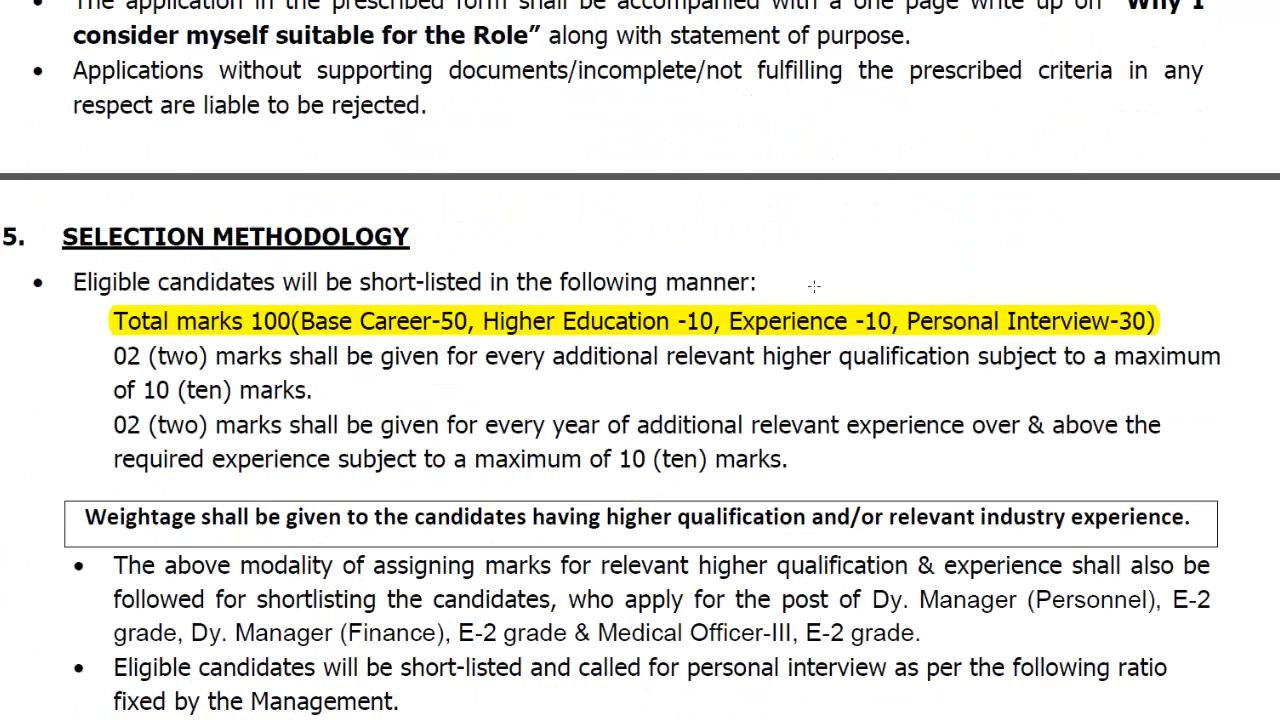 • The application in the prescribed form shall be accompanied with a one page write up on "Why I
consider myself suitable for the Role” along with statement of purpose.
• Applications without supporting documents/incomplete/not fulfilling the prescribed criteria in any
respect are liable to be rejected.
5. SELECTION METHODOLOGY
• Eligible candidates will be short-listed in the following manner:
Total marks 100(Base Career-50, Higher Education -10, Experience -10, Personal Interview-30)
02 (two) marks shall be given for every additional relevant higher qualification subject to a maximum
of 10 (ten) marks.
02 (two) marks shall be given for every year of additional relevant experience over & above the
required experience subject to a maximum of 10 (ten) marks.
Weightage shall be given to the candidates having higher qualification and/or relevant industry experience.
• The above modality of assigning marks for relevant higher qualification & experience shall also be
followed for shortlisting the candidates, who apply for the post of Dy. Manager (Personnel), E-2
grade, Dy. Manager (Finance), E-2 grade & Medical Officer-III, E-2 grade.
• Eligible candidates will be short-listed and called for personal interview as per the following ratio
fixed by the Management.